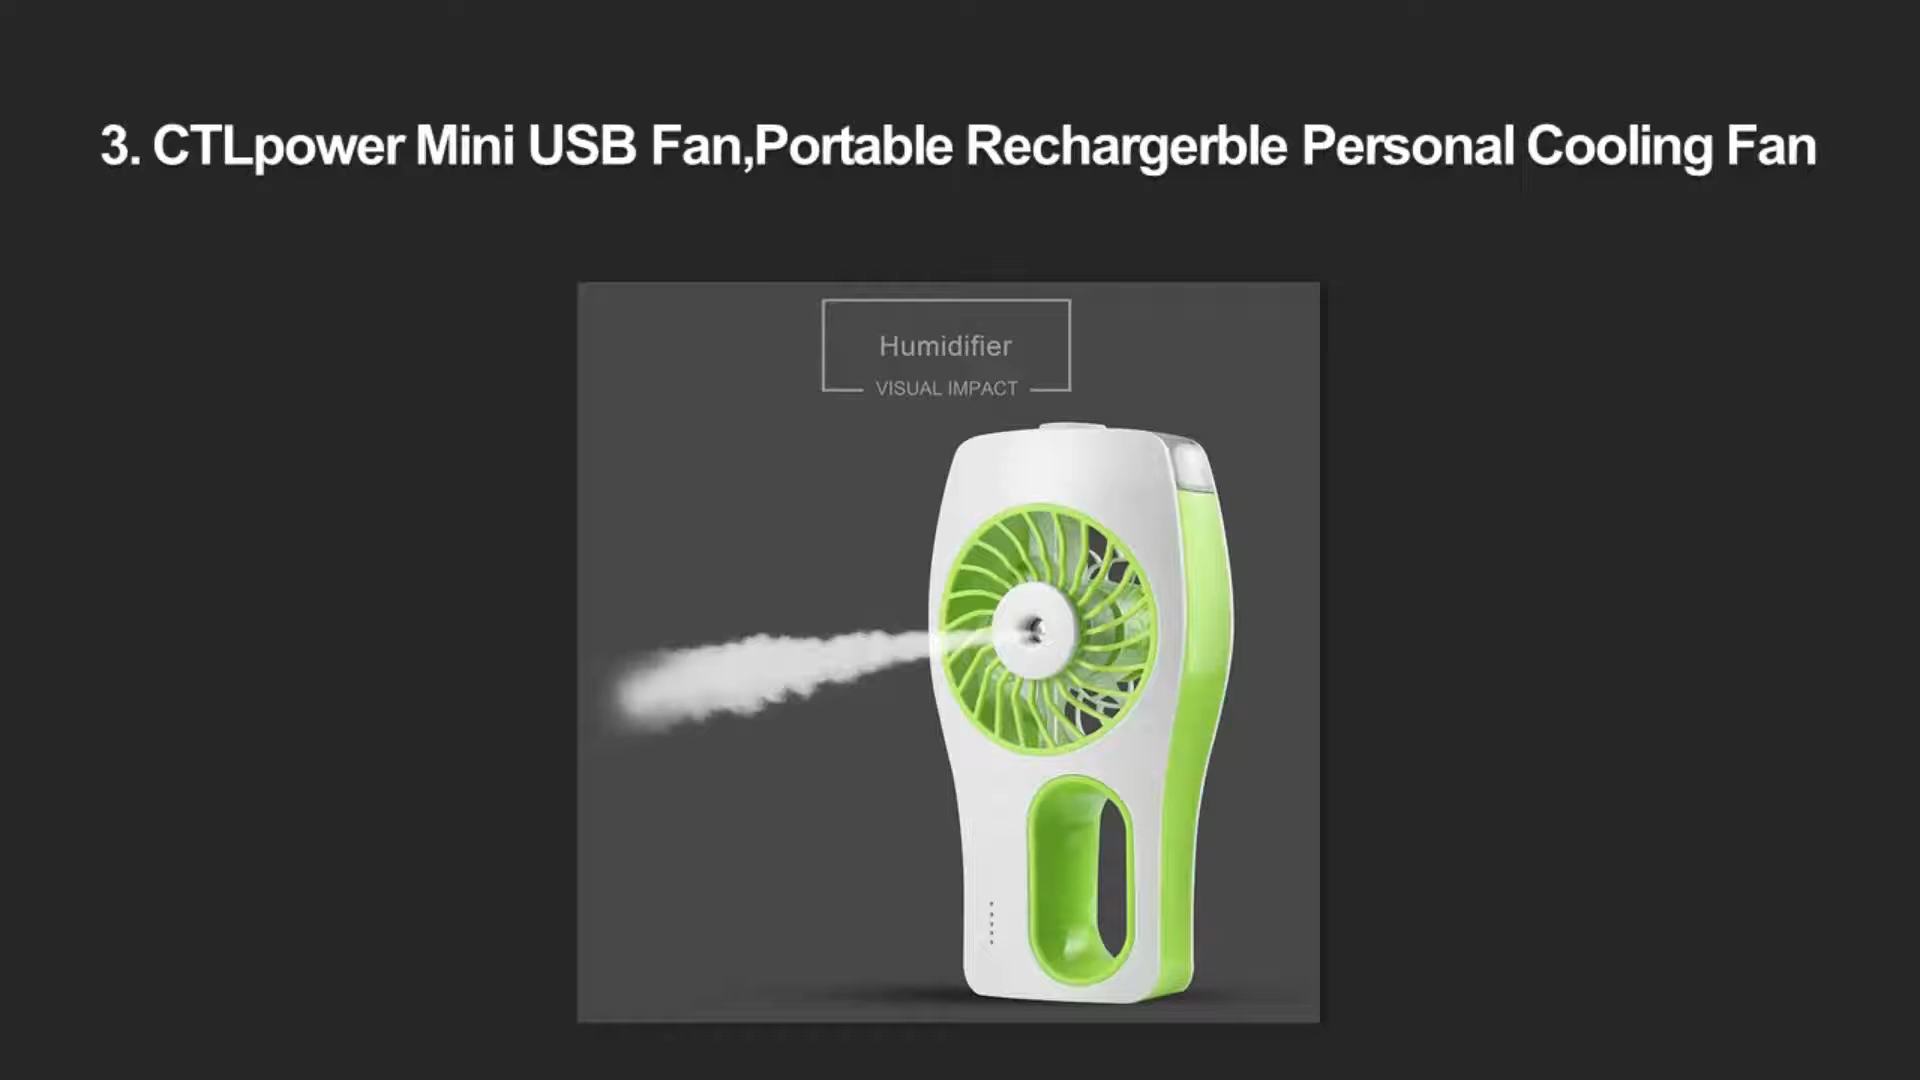 3. CTLpower Mini USB Fan,Portable Rechargerble Personal Cooling Fan
Humidifier
VISUAL IMPACT